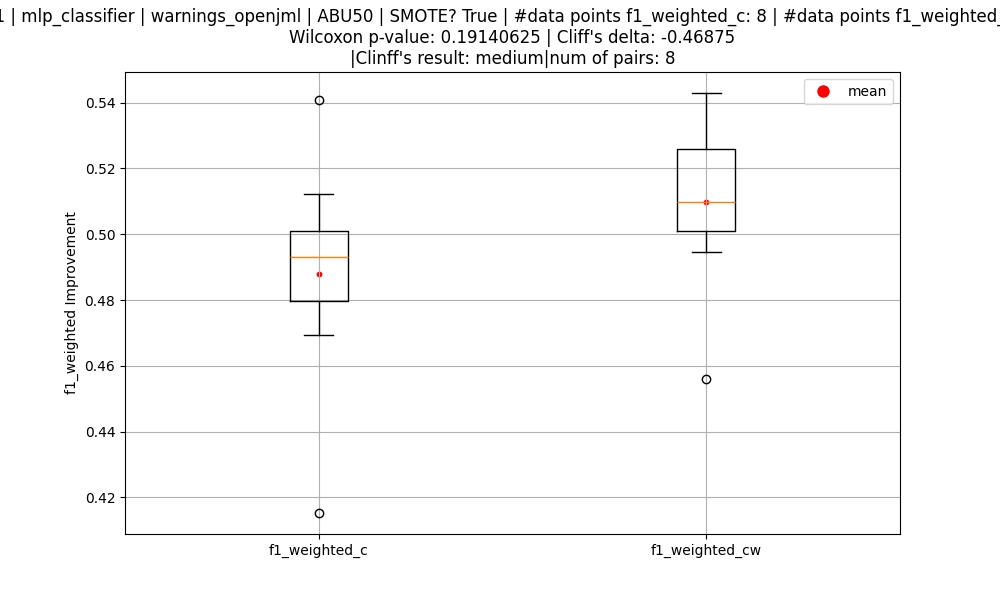 | mlp_classifier | warnings_openjml | ABU50 | SMOTE? True | #data points f1_weighted_c: 8 | #data points f1_weighted_
Wilcoxon p-value: 0.19140625 | Cliff's delta: -0.46875
|Clinff's result: medium|num of pairs: 8
mean
0.54
0.52
0.50
0.48
0.46
0.44
0.42
f1_weighted Improvement
f1_weighted_c
f1_weighted_cw